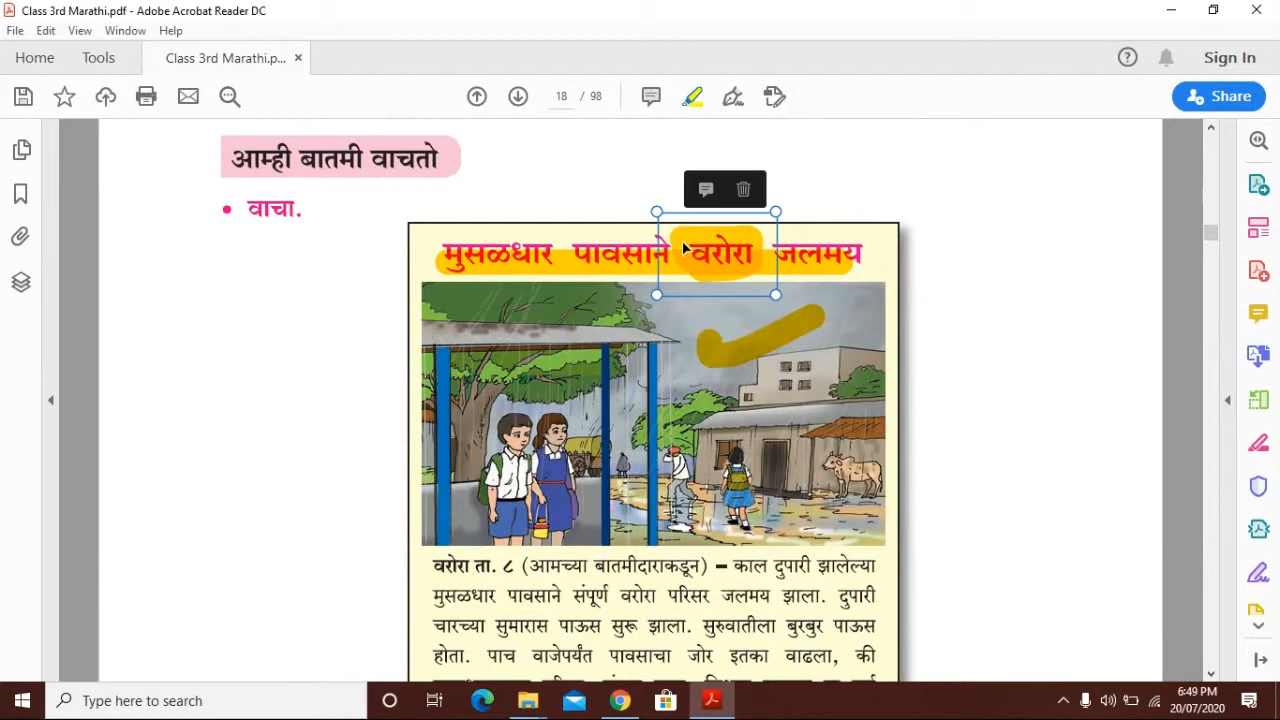 Class 3rd Marathi.pdf - Adobe Acrobat Reader DC
File Edit View Window Help
Home Tools Class 3rd Marathi.p... × Sign In
18 / 98 Share
आम्ही बातमी वाचतो
• वाचा.
मुसळधार पावसाने वरोरा जलमय
वरोरा ता. ८ (आमच्या बातमीदाराकडून) – काल दुपारी झालेल्या
मुसळधार पावसाने संपूर्ण वरोरा परिसर जलमय झाला. दुपारी
चारच्या सुमारास पाऊस सुरू झाला. सुरुवातीला बुरबुर पाऊस
होता. पाच वाजेपर्यंत पावसाचा जोर इतका वाढला, की
Type here to search
6:49 PM
20/07/2020